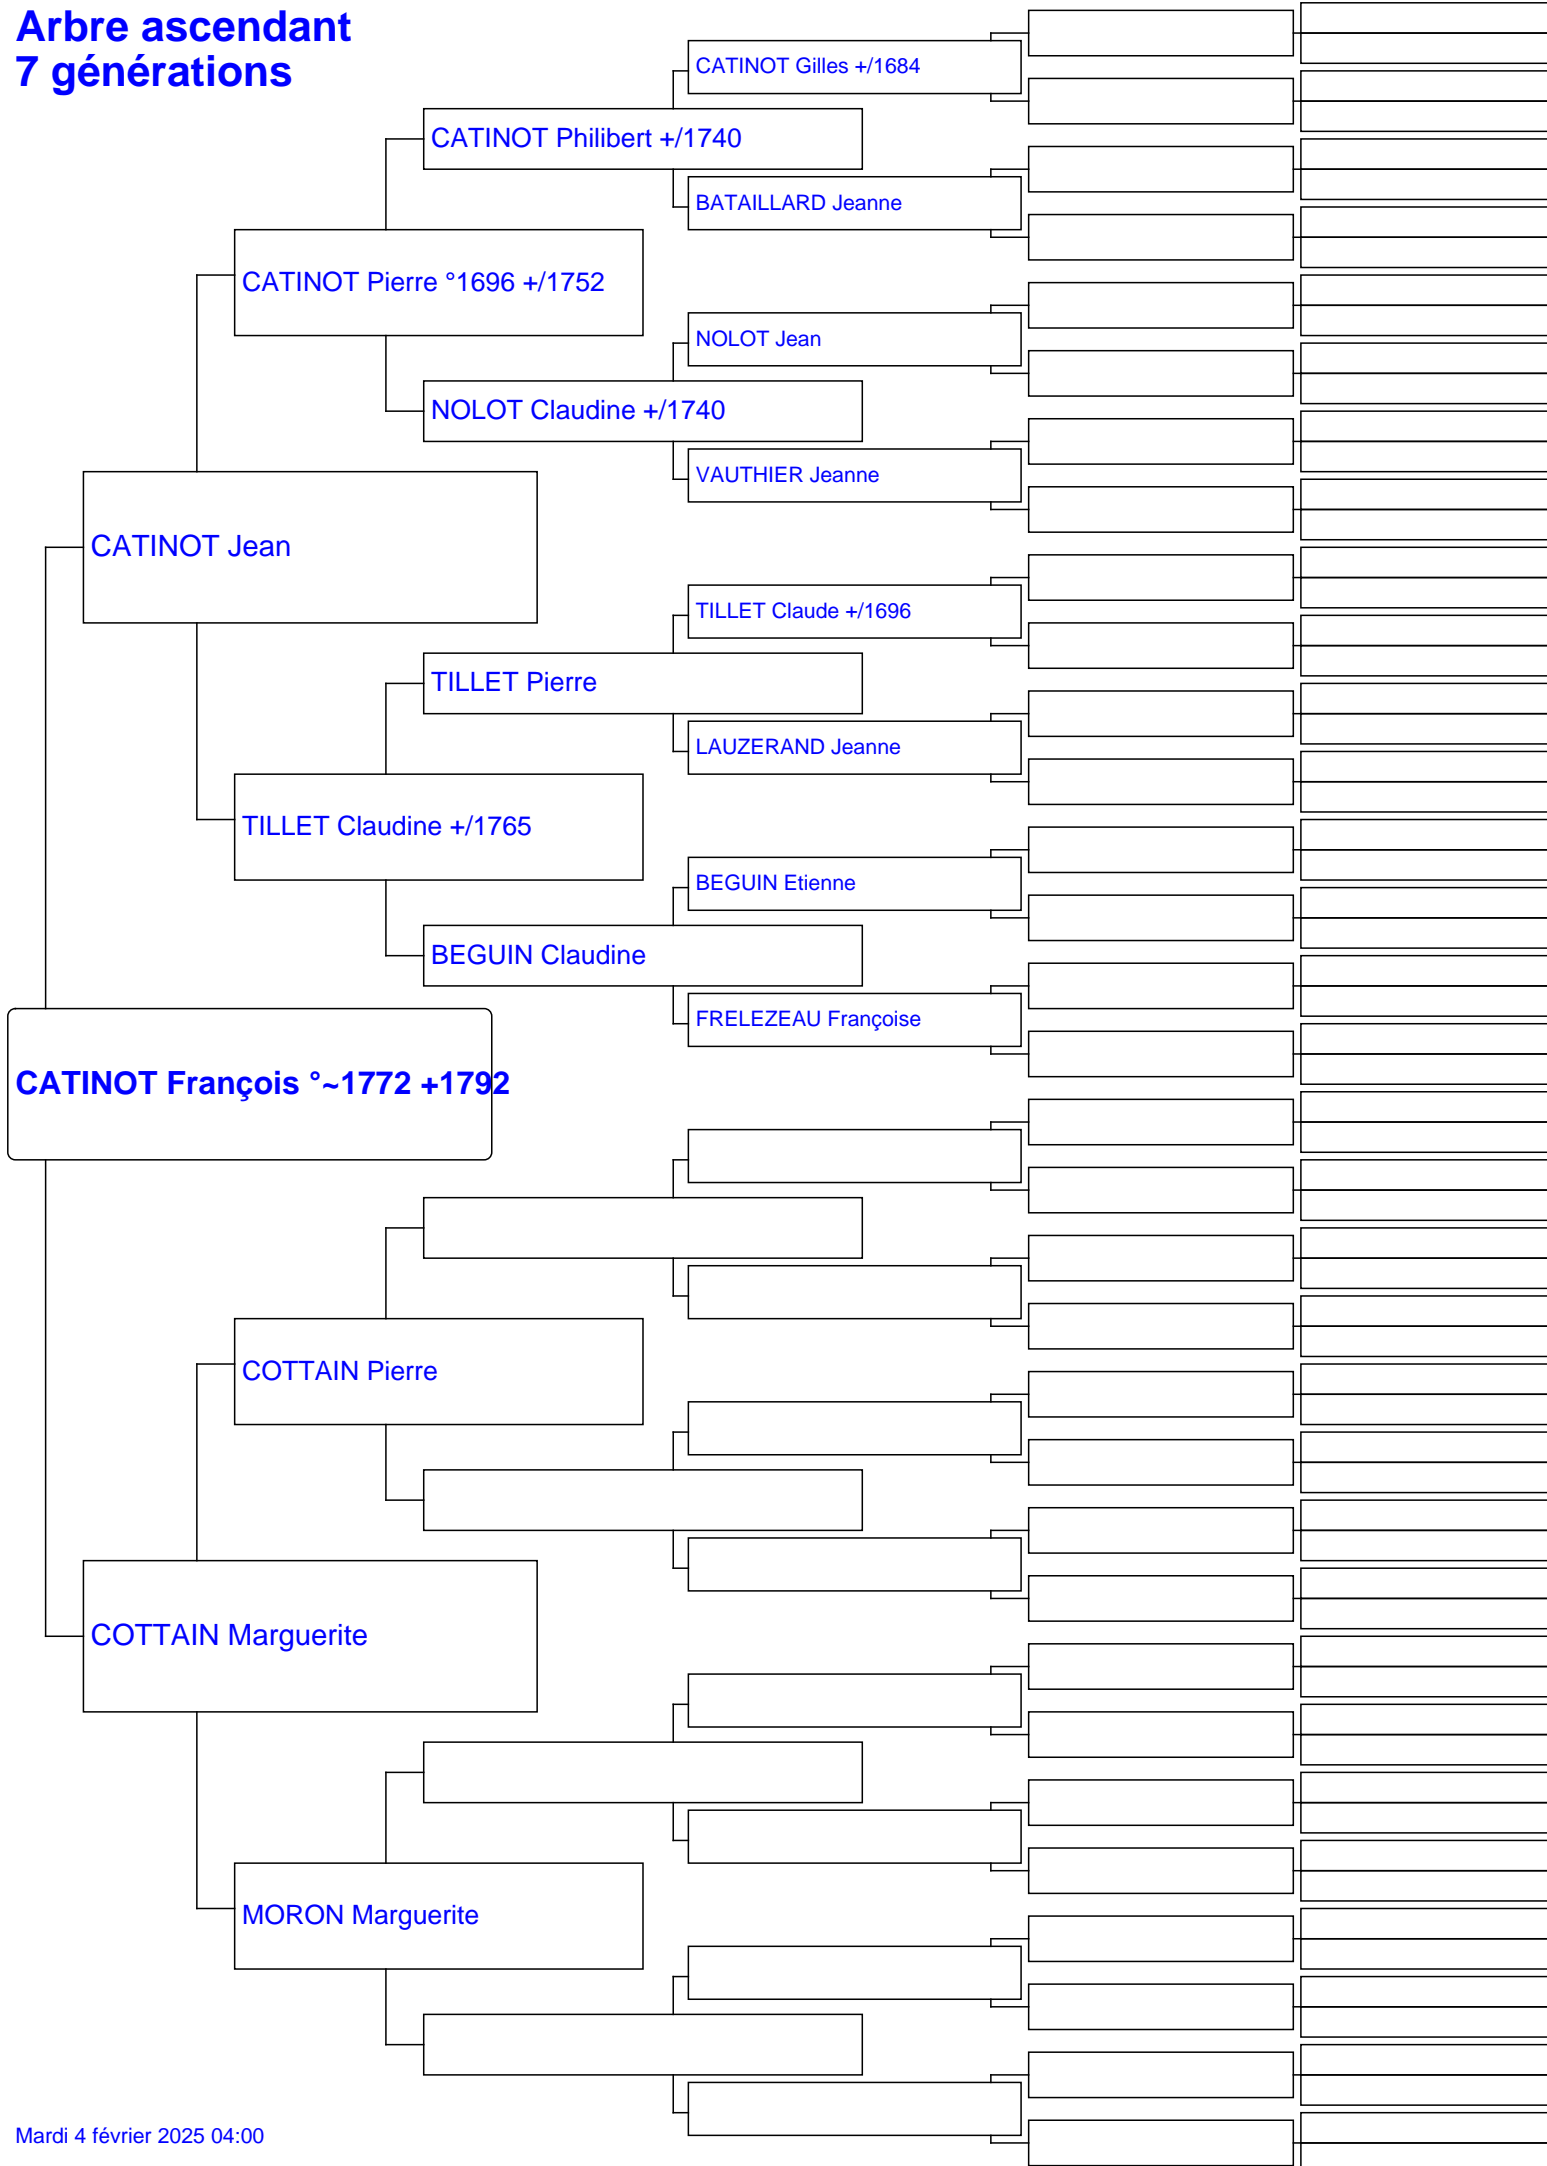 Arbre ascendant
7 générations
CATINOT Gilles +/1684
CATINOT Philibert +/1740
BATAILLARD Jeanne
CATINOT Pierre °1696 +/1752
NOLOT Jean
NOLOT Claudine +/1740
VAUTHIER Jeanne
CATINOT Jean
TILLET Claude +/1696
TILLET Pierre
LAUZERAND Jeanne
TILLET Claudine +/1765
BEGUIN Etienne
BEGUIN Claudine
FRELEZEAU Françoise
CATINOT François °~1772 +1792
COTTAIN Pierre
COTTAIN Marguerite
MORON Marguerite
Mardi 4 février 2025 04:00